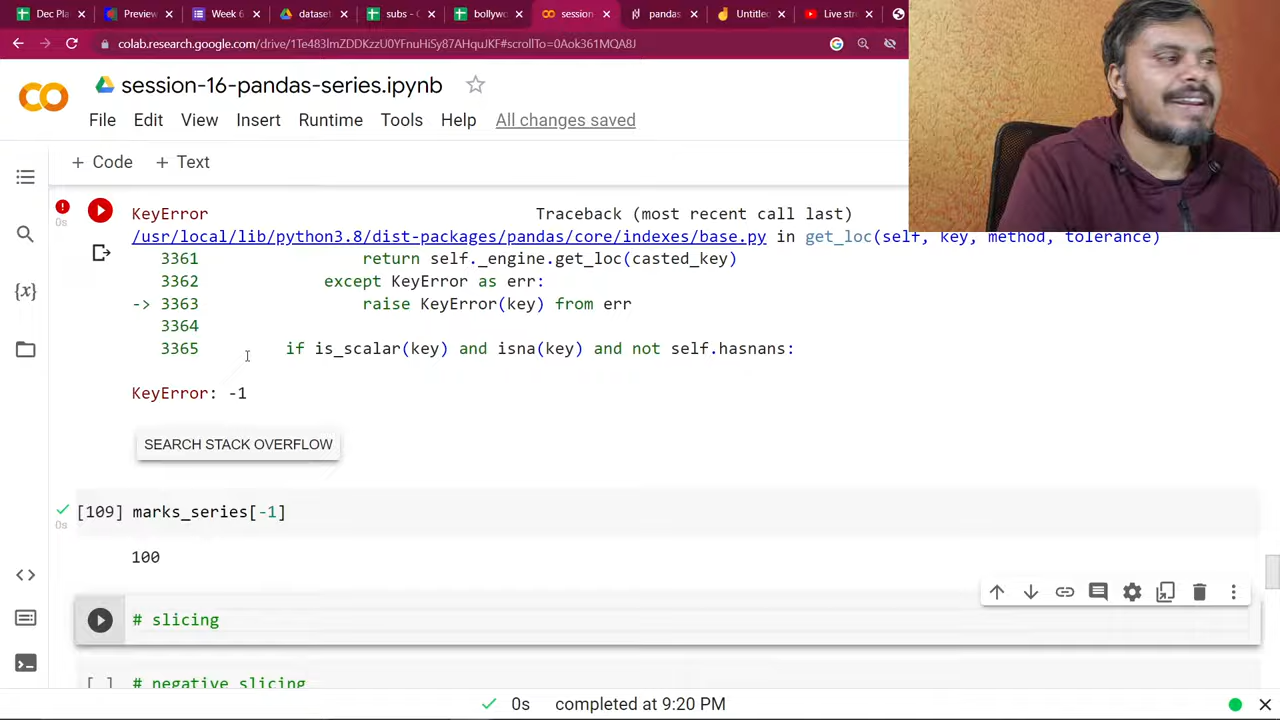 Dec Plan
Preview
Week 6
dataset
subs - C
bollywo
session
pandas
Untitled
Live str
colab.research.google.com/drive/1Te483lmZDDKzzU0YFnuHiSy87AHquJKF#scrollTo=0Aok361MQA8J
session-16-pandas-series.ipynb
File Edit View Insert Runtime Tools Help All changes saved
+ Code + Text
KeyError Traceback (most recent call last)
/usr/local/lib/python3.8/dist-packages/pandas/core/indexes/base.py in get_loc(self, key, method, tolerance)
3361 return self._engine.get_loc(casted_key)
3362 except KeyError as err:
-> 3363 raise KeyError(key) from err
3364
3365 if is_scalar(key) and isna(key) and not self.hasnans:
KeyError: -1
SEARCH STACK OVERFLOW
[109] marks_series[-1]
0s
100
# slicing
[ ] # negative slicing
0s completed at 9:20 PM